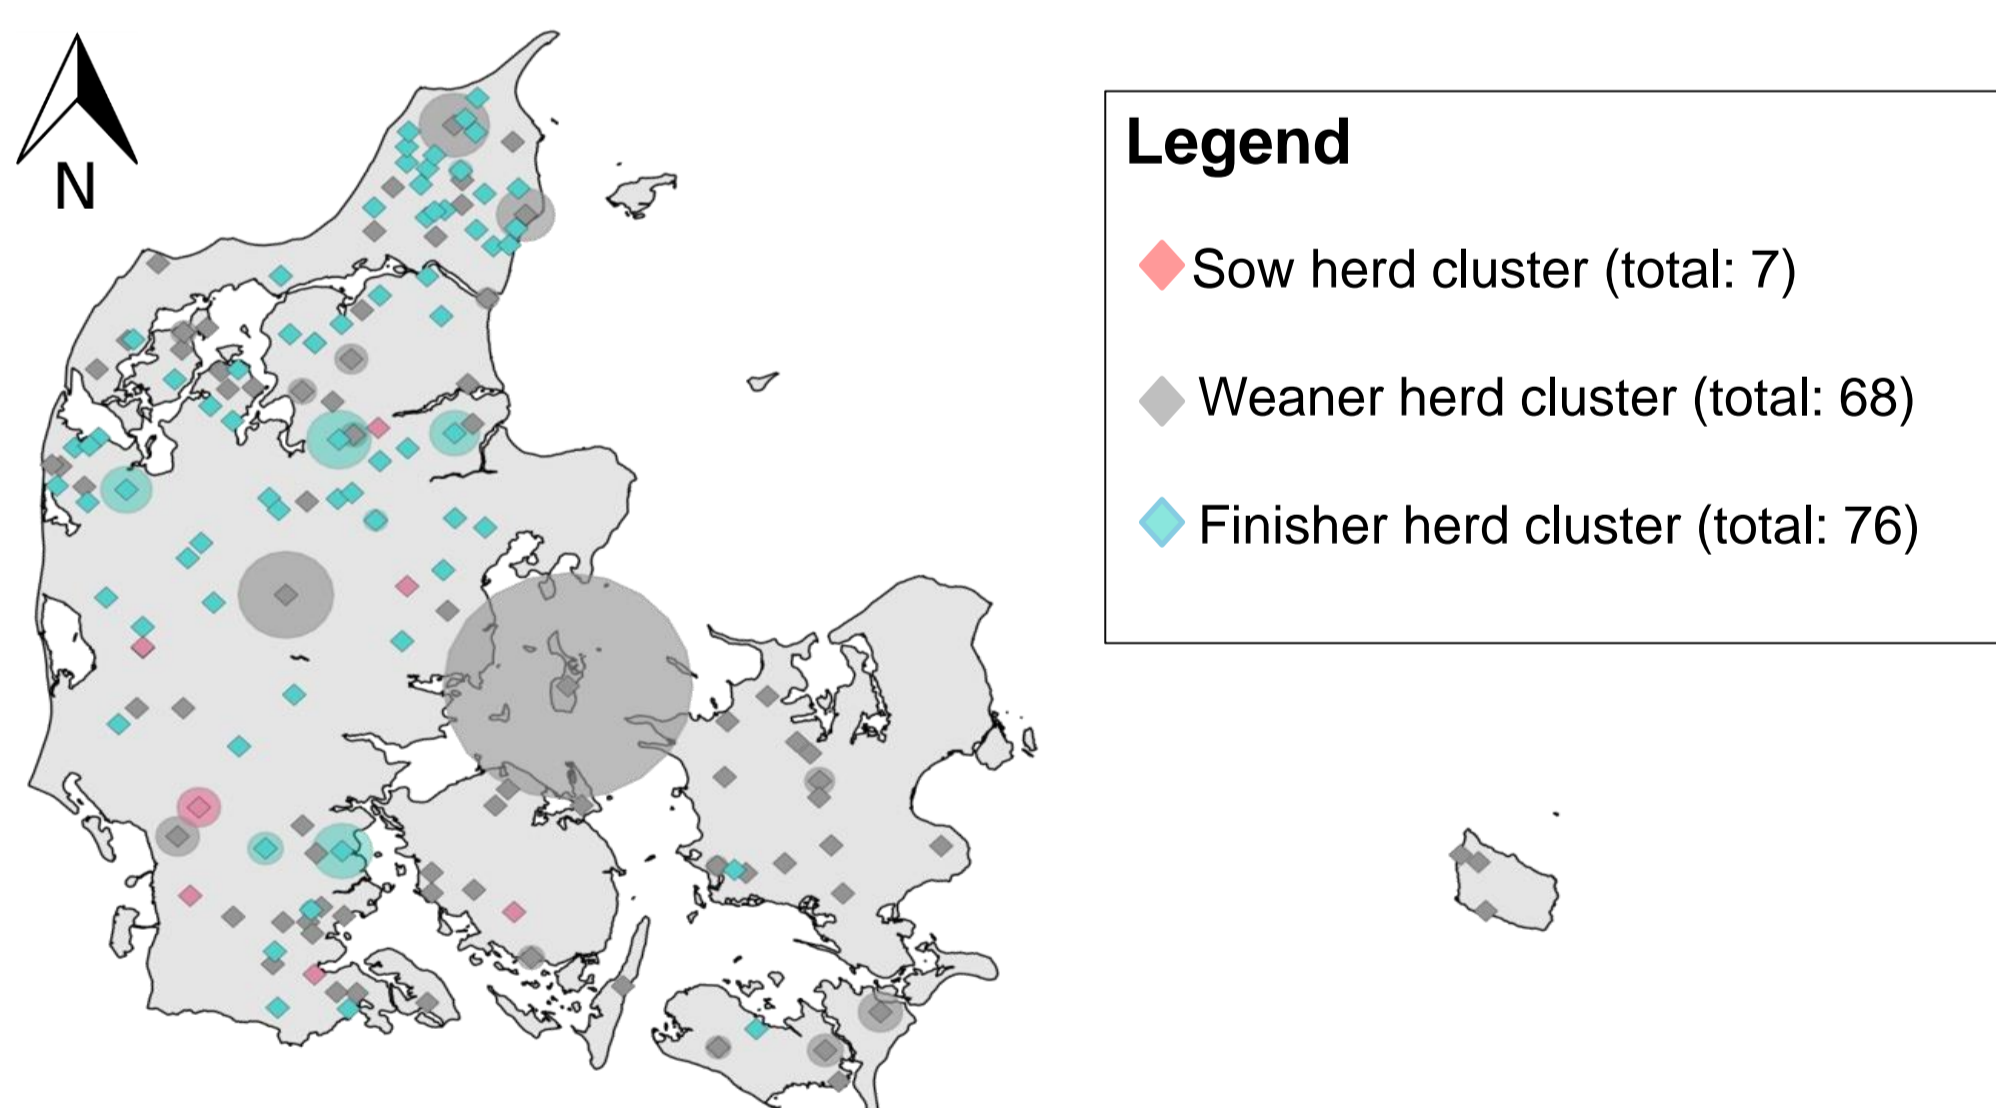 N
Legend
Sow herd cluster (total: 7)
Weaner herd cluster (total: 68)
Finisher herd cluster (total: 76)